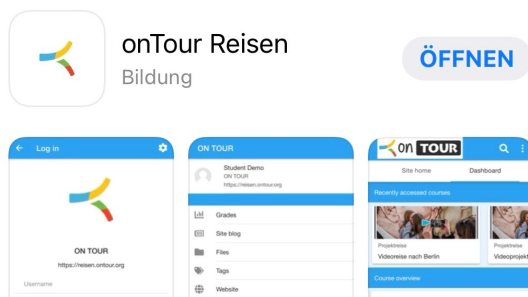 onTour Reisen
Bildung
ÖFFNEN
Log in
ON TOUR
https://reisen.ontour.org
Username
ON TOUR
Student Demo
ON TOUR
https://reisen.ontour.org
Grades
Site blog
Files
Tags
Website
on TOUR
Site home
Dashboard
Recently accessed courses
Projektreise
Videoreise nach Berlin
Projektreise
Videoprojekt
Course overview